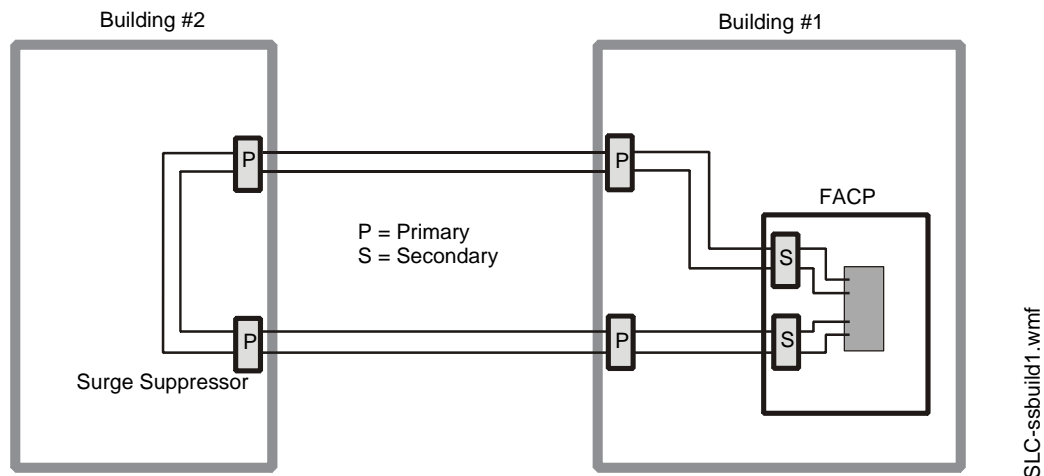 Building #2
Building #1
P
P
FACP
P = Primary
S = Secondary
S
P
P
S
Surge Suppressor
SLC-ssbuild1.wmf